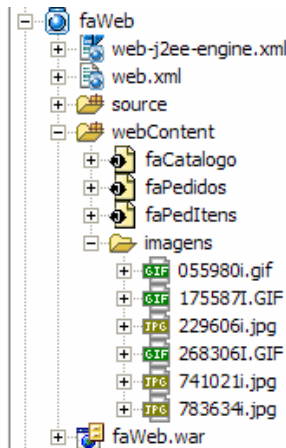 faWeb
web-j2ee-engine.xml
web.xml
source
webContent
faCatalogo
faPedidos
faPedItens
imagens
GIF 055980i.gif
GIF 175587I.GIF
JPG 229606i.jpg
GIF 268306I.GIF
JPG 741021i.jpg
JPG 783634i.jpg
faWeb.war